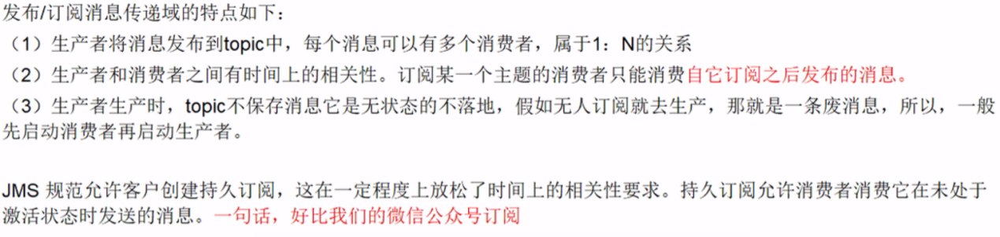 发布/订阅消息传递域的特点如下：
（1）生产者将消息发布到topic中，每个消息可以有多个消费者，属于1：N的关系
（2）生产者和消费者之间有时间上的相关性。订阅某一个主题的消费者只能消费自它订阅之后发布的消息。
（3）生产者生产时，topic不保存消息它是无状态的不落地，假如无人订阅就去生产，那就是一条废消息，所以，一般
先启动消费者再启动生产者。
JMS 规范允许客户创建持久订阅，这在一定程度上放松了时间上的相关性要求。持久订阅允许消费者消费它在未处于
激活状态时发送的消息。一句话，好比我们的微信公众号订阅